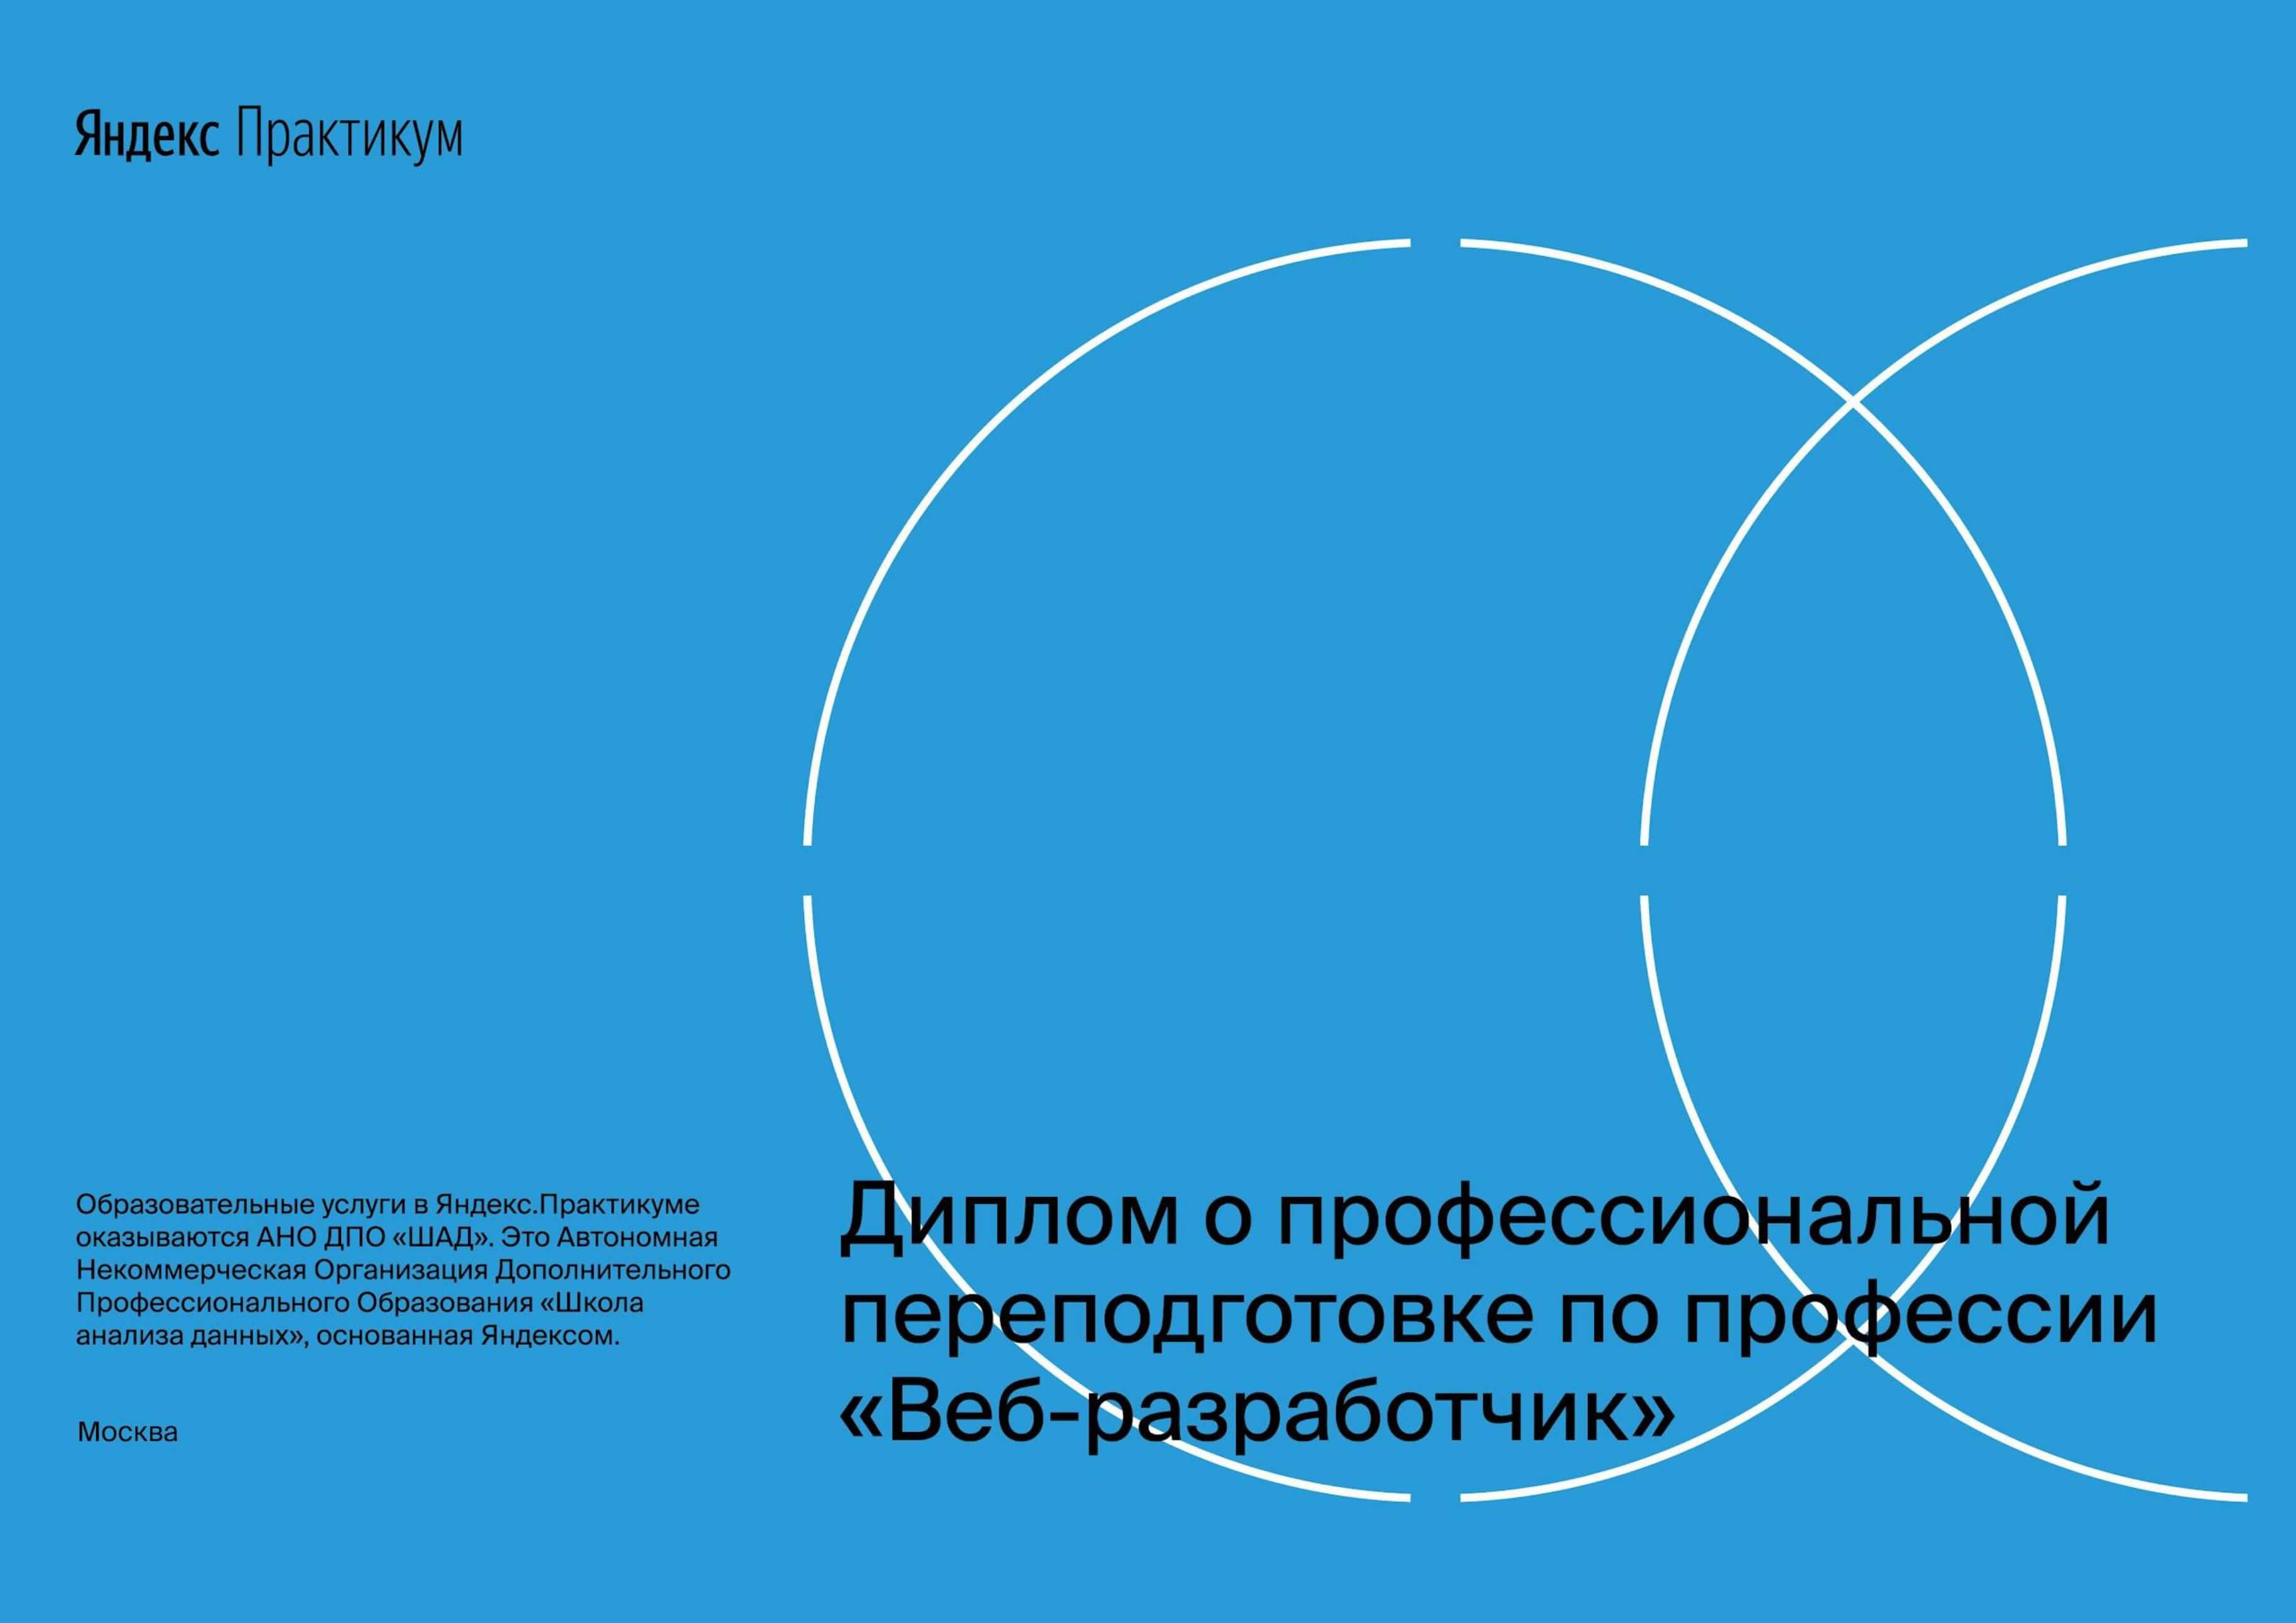 Яндекс Практикум
Образовательные услуги в Яндекс.Практикуме
оказываются АНО ДПО «ШАД». Это Автономная
Некоммерческая Организация Дополнительного
Профессионального Образования «Школа
анализа данных», основанная Яндексом.
Москва
Диплом о профессиональной
переподготовке по профессии
«Веб-разработчик»